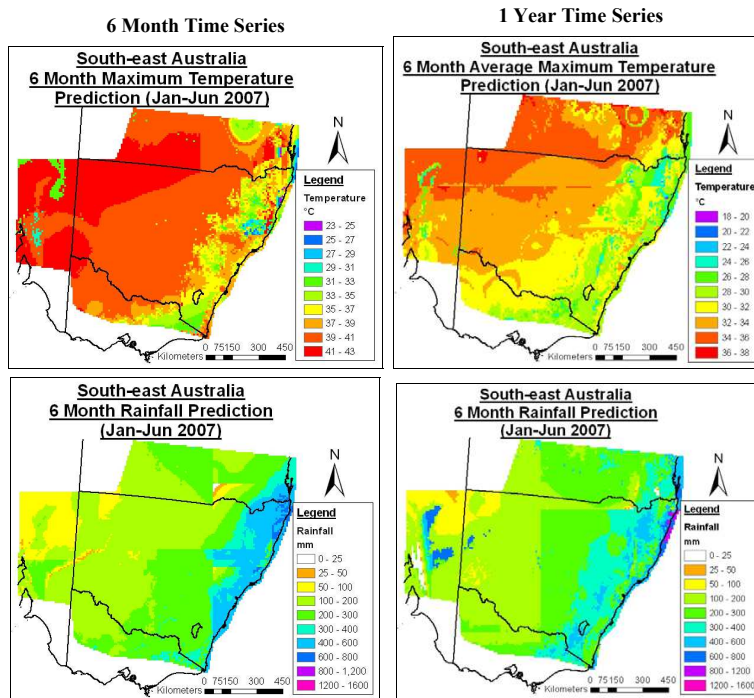 6 Month Time Series
1 Year Time Series
South-east Australia
6 Month Maximum Temperature
Prediction (Jan-Jun 2007)
N
Legend
Temperature
°C
23 - 25
25 - 27
27 - 29
29 - 31
31 - 33
33 - 35
35 - 37
37 - 39
39 - 41
41 - 43
0 75150 300 450
Kilometers
South-east Australia
6 Month Average Maximum Temperature
Prediction (Jan-Jun 2007)
N
Legend
Temperature
°C
18 - 20
20 - 22
22 - 24
24 - 26
26 - 28
28 - 30
30 - 32
32 - 34
34 - 36
36 - 38
0 75150 300 450
Kilometers
South-east Australia
6 Month Rainfall Prediction
(Jan-Jun 2007)
N
Legend
Rainfall
mm
0 - 25
25 - 50
50 - 100
100 - 200
200 - 300
300 - 400
400 - 600
600 - 800
800 - 1,200
1200 - 1600
0 75150 300 450
Kilometers
South-east Australia
6 Month Rainfall Prediction
(Jan-Jun 2007)
N
Legend
Rainfall
mm
0 - 25
25 - 50
50 - 100
100 - 200
200 - 300
300 - 400
400 - 600
600 - 800
800 - 1200
1200 - 1600
0 75150 300 450
Kilometers